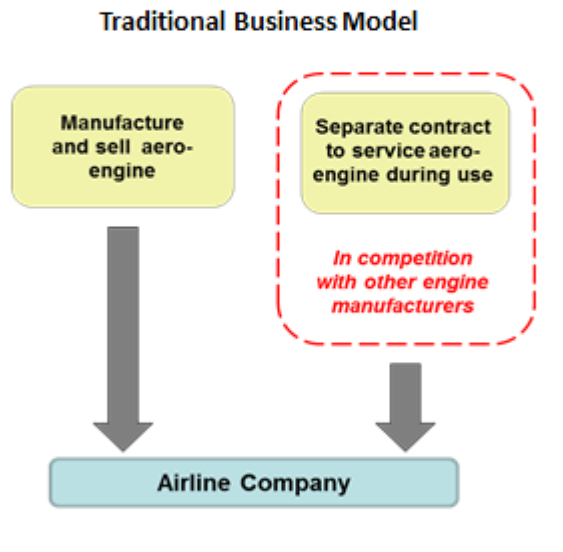 Traditional Business Model
Manufacture
and sell aero-
engine
Separate contract
to service aero-
engine during use
In competition
with other engine
manufacturers
Airline Company